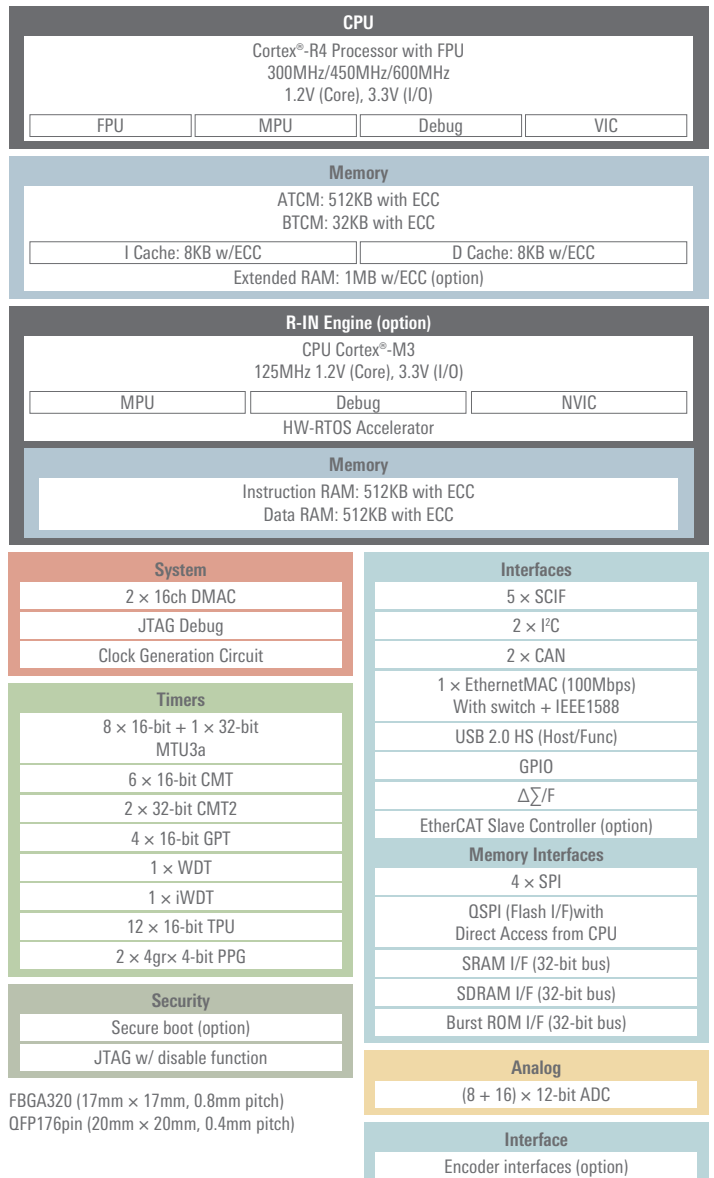 CPU
Cortex®-R4 Processor with FPU
300MHz/450MHz/600MHz
1.2V (Core), 3.3V (I/O)
FPU
MPU
Debug
VIC
Memory
ATCM: 512KB with ECC
BTCM: 32KB with ECC
I Cache: 8KB w/ECC
D Cache: 8KB w/ECC
Extended RAM: 1MB w/ECC (option)
R-IN Engine (option)
CPU Cortex®-M3
125MHz 1.2V (Core), 3.3V (I/O)
MPU
Debug
NVIC
HW-RTOS Accelerator
Memory
Instruction RAM: 512KB with ECC
Data RAM: 512KB with ECC
System
2 × 16ch DMAC
JTAG Debug
Clock Generation Circuit
Timers
8 × 16-bit + 1 × 32-bit
MTU3a
6 × 16-bit CMT
2 × 32-bit CMT2
4 × 16-bit GPT
1 × WDT
1 × iWDT
12 × 16-bit TPU
2 × 4gr× 4-bit PPG
Security
Secure boot (option)
JTAG w/ disable function
FBGA320 (17mm × 17mm, 0.8mm pitch)
QFP176pin (20mm × 20mm, 0.4mm pitch)
Interfaces
5 × SCIF
2 × I²C
2 × CAN
1 × EthernetMAC (100Mbps)
With switch + IEEE1588
USB 2.0 HS (Host/Func)
GPIO
Δ∑/F
EtherCAT Slave Controller (option)
Memory Interfaces
4 × SPI
QSPI (Flash I/F)with
Direct Access from CPU
SRAM I/F (32-bit bus)
SDRAM I/F (32-bit bus)
Burst ROM I/F (32-bit bus)
Analog
(8 + 16) × 12-bit ADC
Interface
Encoder interfaces (option)